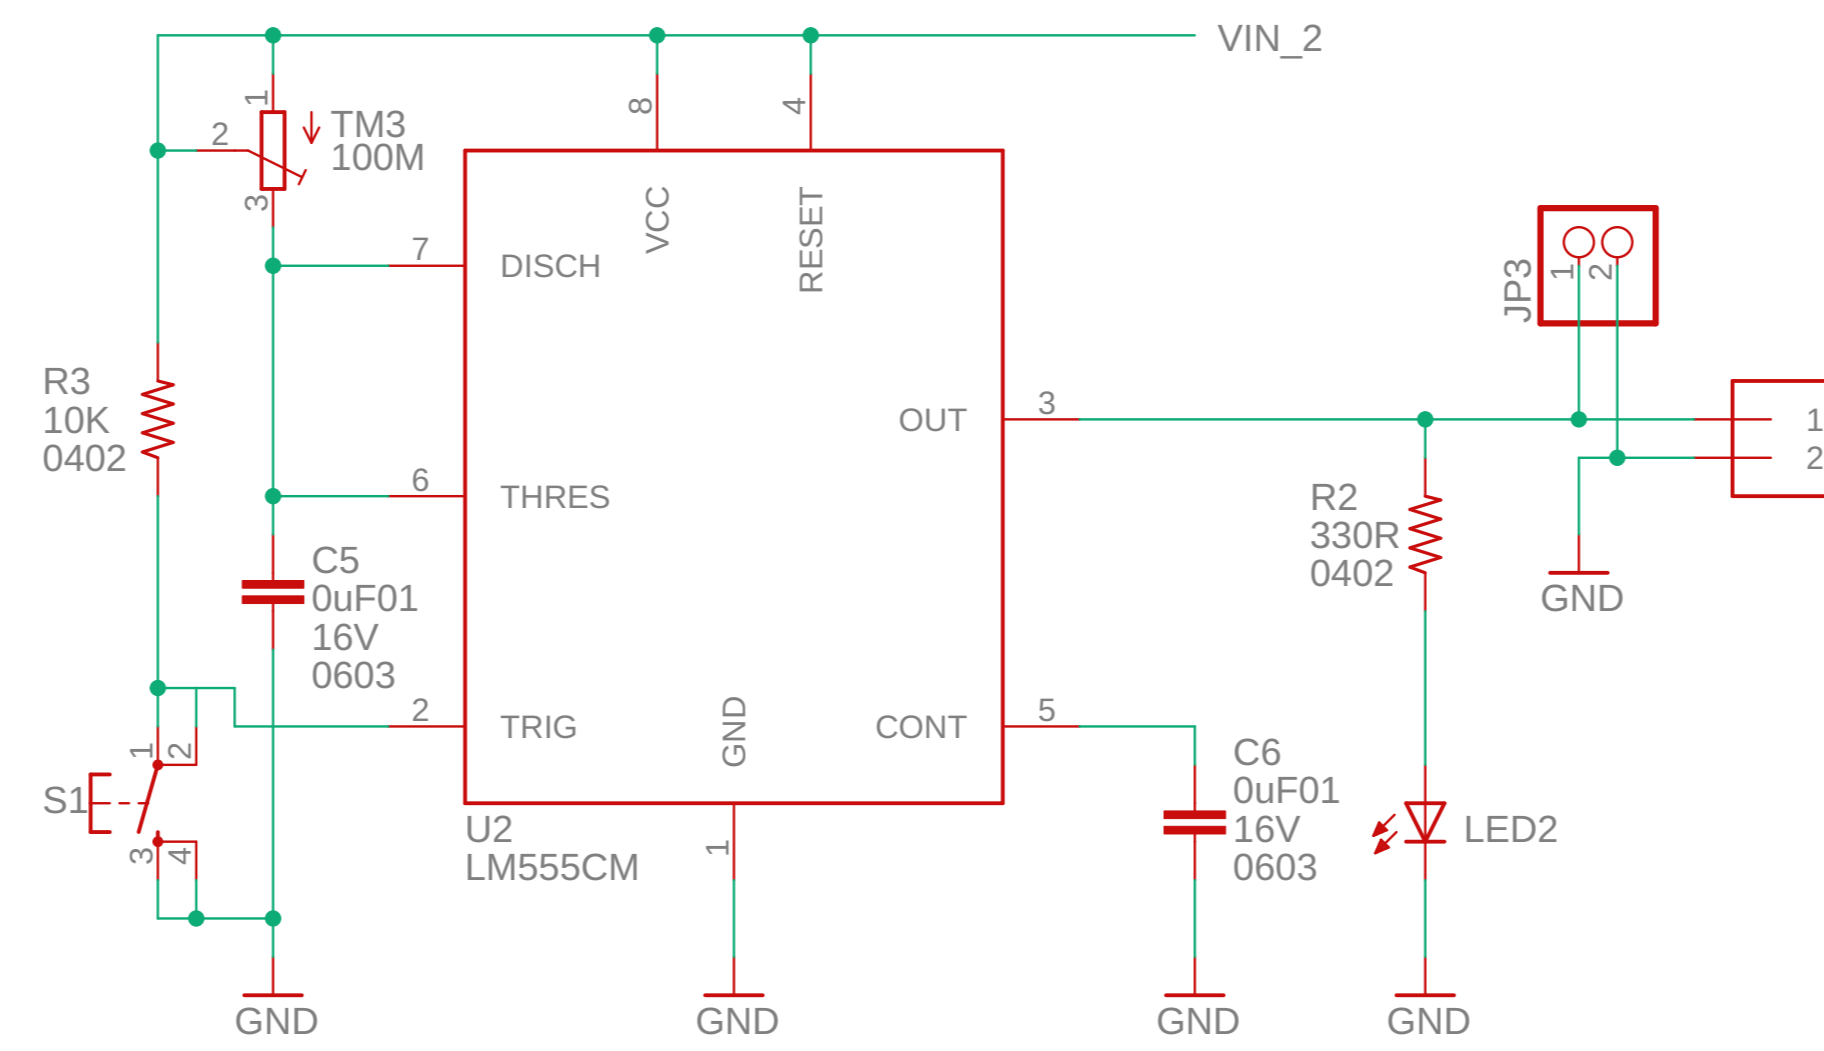 VIN_2
1
2
3
TM3
100M
8
4
VCC
RESET
7
DISCH
JP3
1
2
R3
10K
0402
OUT
3
1
2
6
THRES
R2
330R
0402
GND
C5
0uF01
16V
0603
2
TRIG
GND
CONT
5
1
2
S1
3
4
C6
0uF01
16V
0603
U2
LM555CM
1
LED2
GND
GND
GND
GND